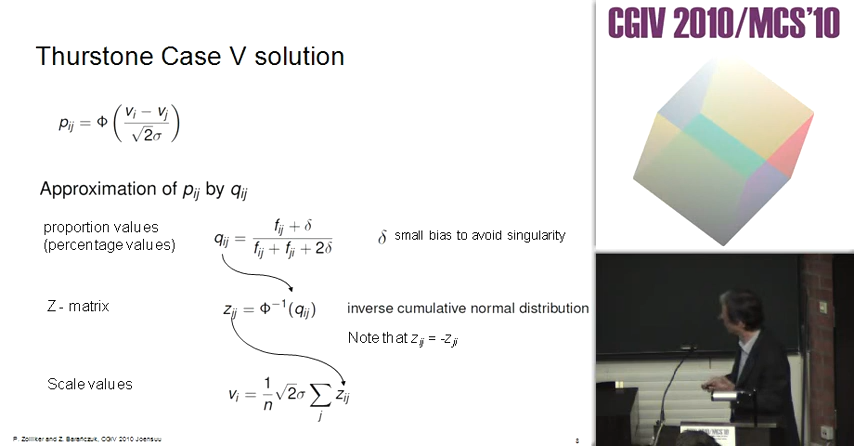 CGIV 2010/MCS'10
Thurstone Case V solution
p_ij = Φ ( (v_i − v_j) / (√2σ) )
Approximation of p_ij by q_ij
proportion values
(percentage values)
q_ij = (f_ij + δ) / (f_ij + f_ji + 2δ)
δ small bias to avoid singularity
Z - matrix
z_ij = Φ⁻¹(q_ij)
inverse cumulative normal distribution
Note that z_ij = -z_ji
Scale values
v_i = (1/n) √2σ ∑_j z_ij
P. Zolliker and Z. Barańczuk, CGIV 2010 Joensuu